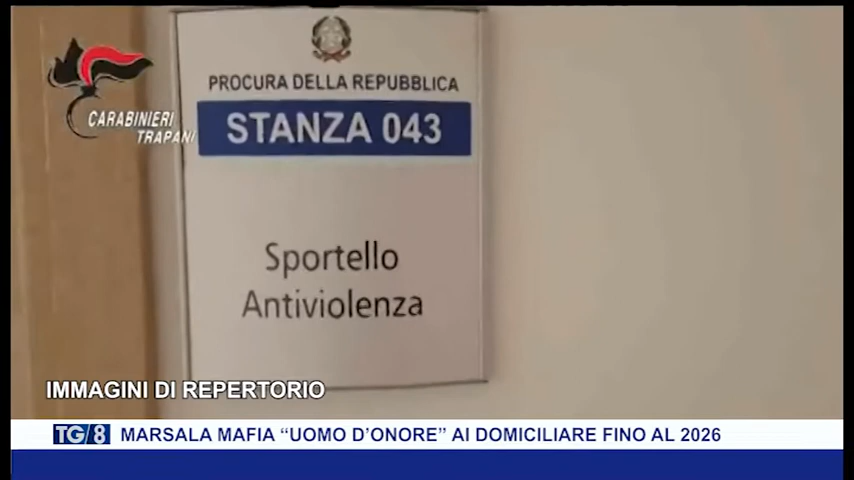 PROCURA DELLA REPUBBLICA
CARABINIERI
TRAPANI
STANZA 043
Sportello
Antiviolenza
IMMAGINI DI REPERTORIO
TG8 MARSALA MAFIA “UOMO D’ONORE” AI DOMICILIARE FINO AL 2026